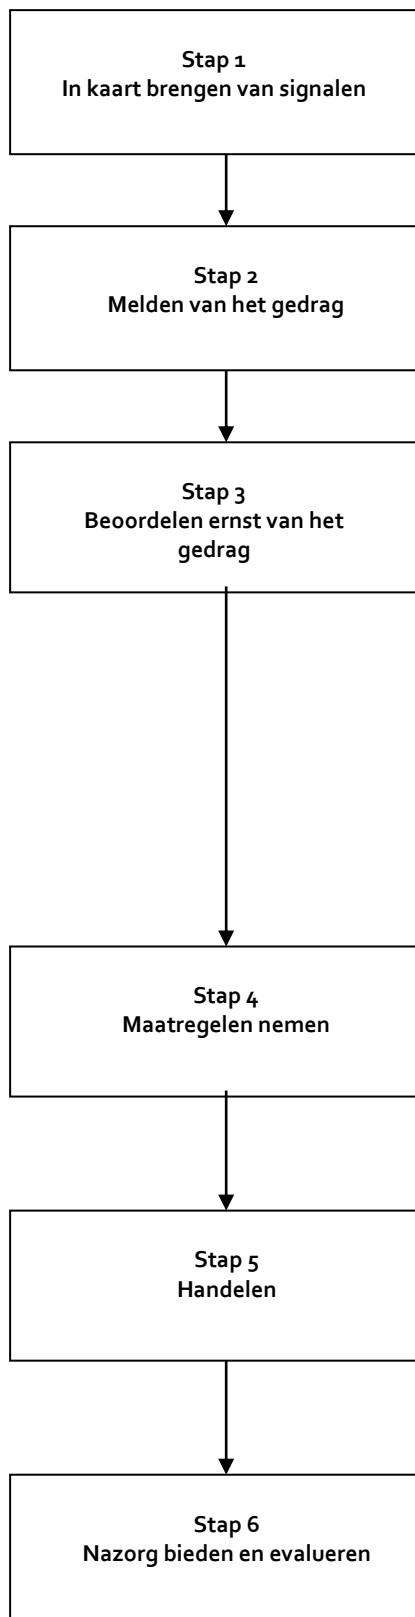 Stap 1
In kaart brengen van signalen
Stap 2
Melden van het gedrag
Stap 3
Beoordelen ernst van het
gedrag
Stap 4
Maatregelen nemen
Stap 5
Handelen
Stap 6
Nazorg bieden en evalueren